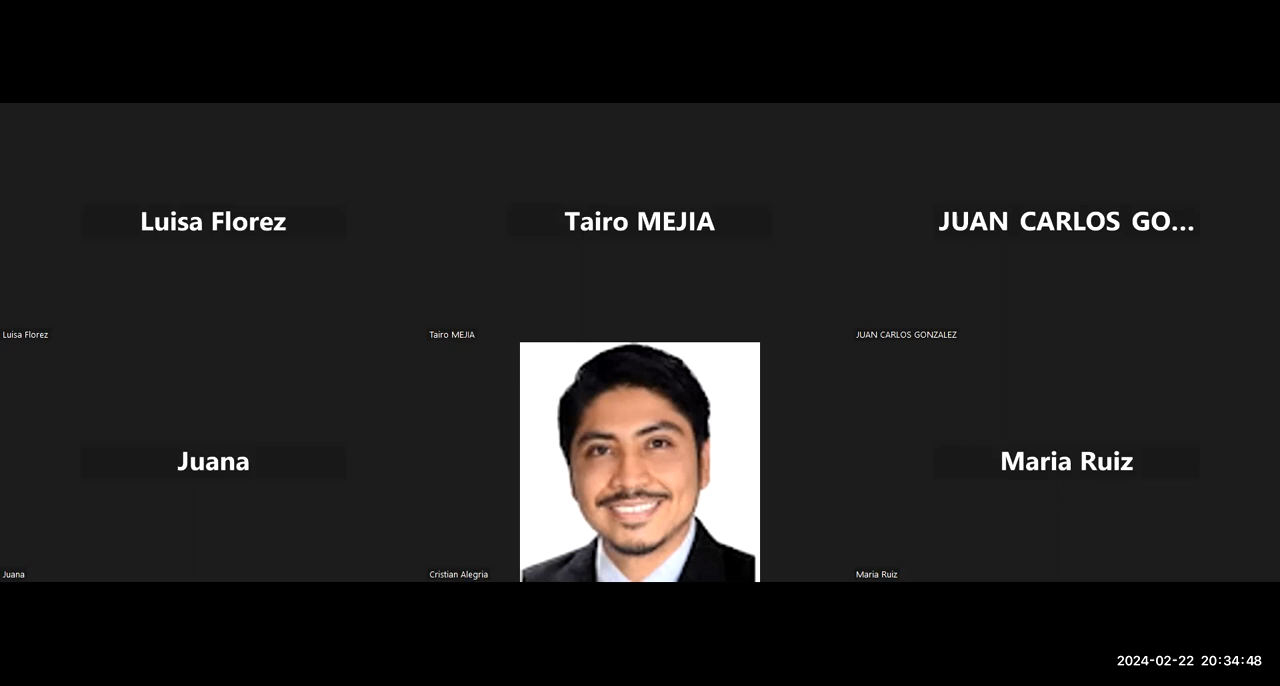 Luisa Florez
Tairo MEJIA
JUAN CARLOS GO...
Luisa Florez
Tairo MEJIA
JUAN CARLOS GONZALEZ
Juana
Maria Ruiz
Juana
Cristian Alegria
Maria Ruiz
2024-02-22 20:34:48